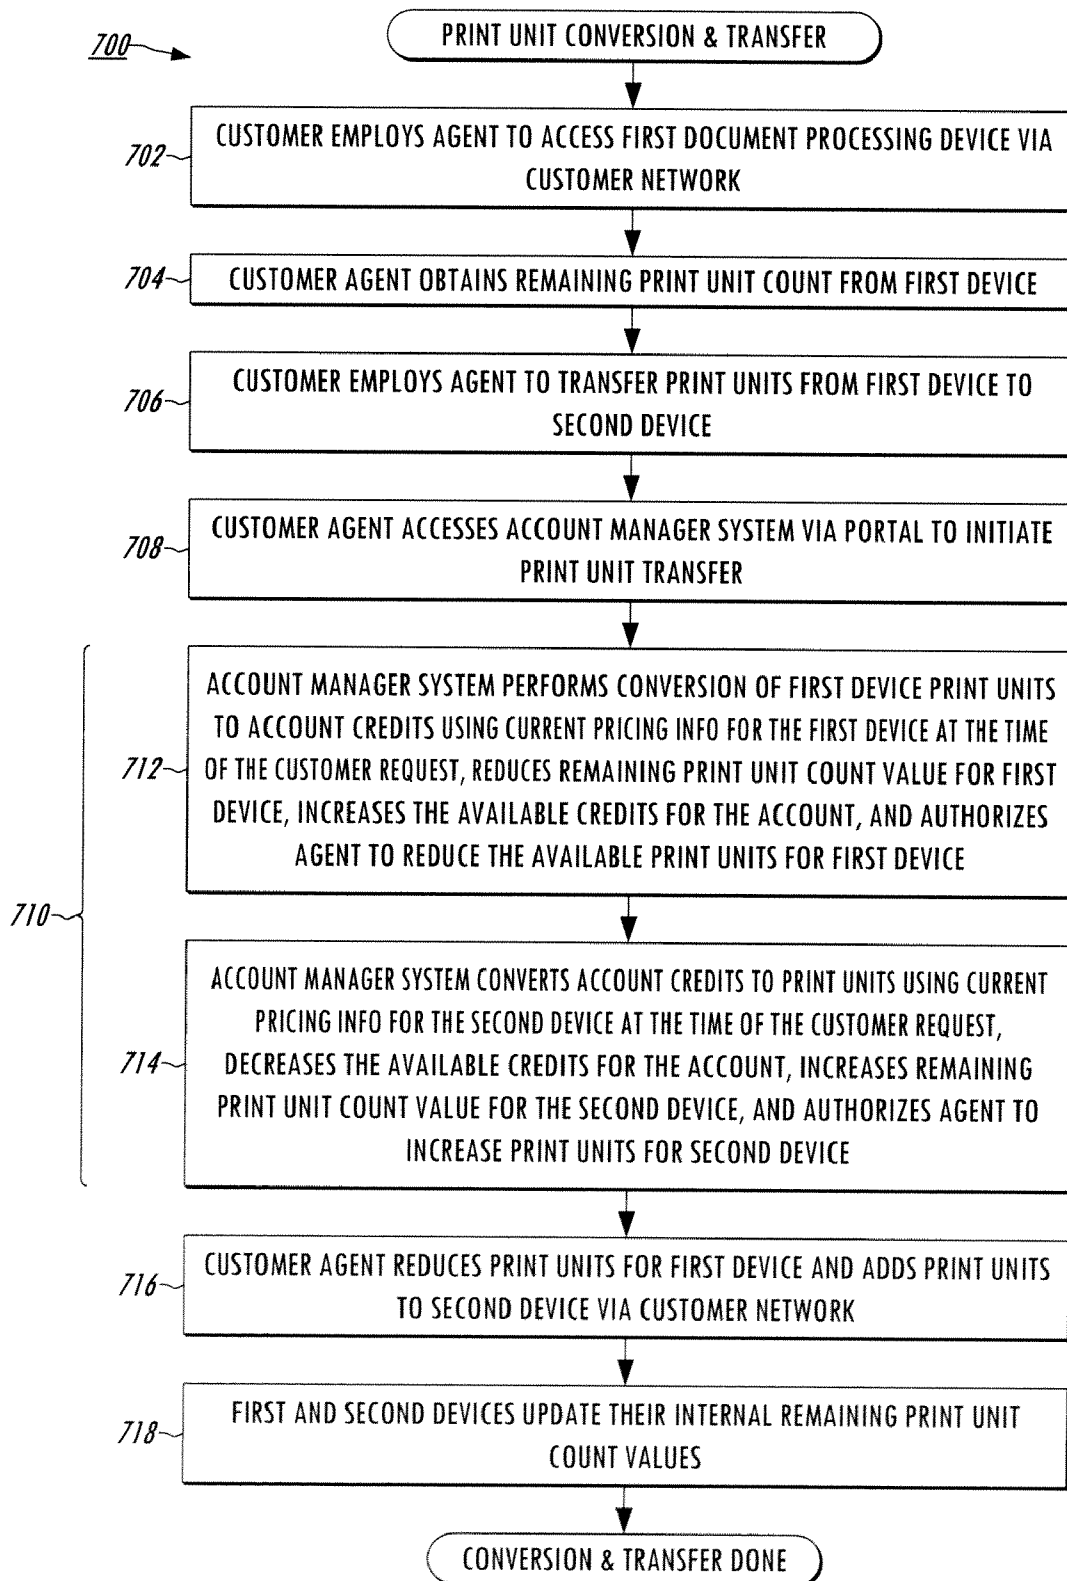 700
PRINT UNIT CONVERSION & TRANSFER
702
CUSTOMER EMPLOYS AGENT TO ACCESS FIRST DOCUMENT PROCESSING DEVICE VIA
CUSTOMER NETWORK
704
CUSTOMER AGENT OBTAINS REMAINING PRINT UNIT COUNT FROM FIRST DEVICE
706
CUSTOMER EMPLOYS AGENT TO TRANSFER PRINT UNITS FROM FIRST DEVICE TO
SECOND DEVICE
708
CUSTOMER AGENT ACCESSES ACCOUNT MANAGER SYSTEM VIA PORTAL TO INITIATE
PRINT UNIT TRANSFER
710
712
ACCOUNT MANAGER SYSTEM PERFORMS CONVERSION OF FIRST DEVICE PRINT UNITS
TO ACCOUNT CREDITS USING CURRENT PRICING INFO FOR THE FIRST DEVICE AT THE TIME
OF THE CUSTOMER REQUEST, REDUCES REMAINING PRINT UNIT COUNT VALUE FOR FIRST
DEVICE, INCREASES THE AVAILABLE CREDITS FOR THE ACCOUNT, AND AUTHORIZES
AGENT TO REDUCE THE AVAILABLE PRINT UNITS FOR FIRST DEVICE
714
ACCOUNT MANAGER SYSTEM CONVERTS ACCOUNT CREDITS TO PRINT UNITS USING CURRENT
PRICING INFO FOR THE SECOND DEVICE AT THE TIME OF THE CUSTOMER REQUEST,
DECREASES THE AVAILABLE CREDITS FOR THE ACCOUNT, INCREASES REMAINING
PRINT UNIT COUNT VALUE FOR THE SECOND DEVICE, AND AUTHORIZES AGENT TO
INCREASE PRINT UNITS FOR SECOND DEVICE
716
CUSTOMER AGENT REDUCES PRINT UNITS FOR FIRST DEVICE AND ADDS PRINT UNITS
TO SECOND DEVICE VIA CUSTOMER NETWORK
718
FIRST AND SECOND DEVICES UPDATE THEIR INTERNAL REMAINING PRINT UNIT
COUNT VALUES
CONVERSION & TRANSFER DONE